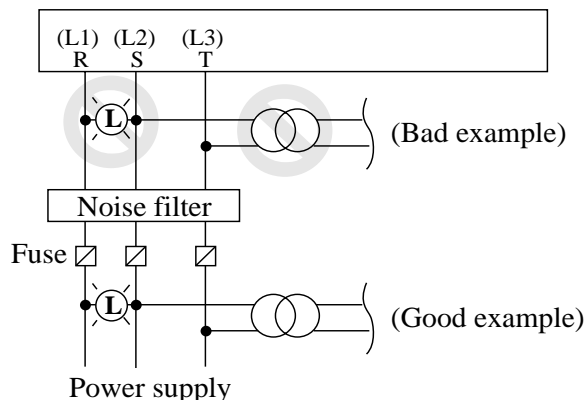 (L1) (L2) (L3)
R S T
L
(Bad example)
Noise filter
Fuse
L
(Good example)
Power supply